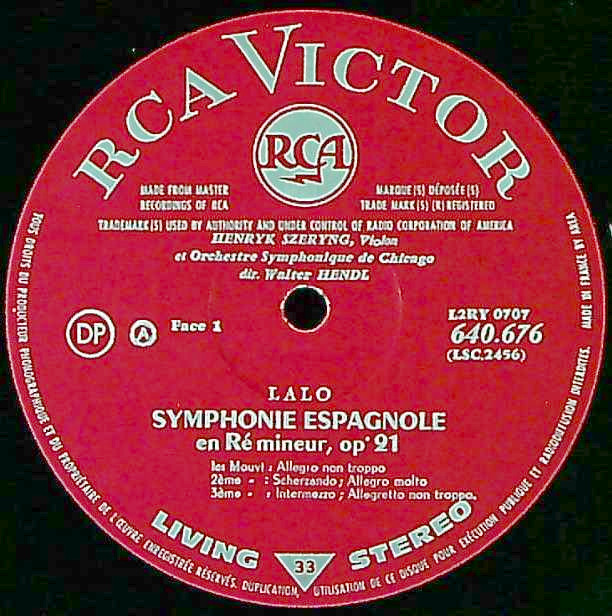 RCA VICTOR
RCA
MADE FROM MASTER
RECORDINGS OF RCA
MARQUE(S) DÉPOSÉE(S)
TRADE MARK(S) (R) REGISTERED
TRADEMARK(S) USED BY AUTHORITY AND UNDER CONTROL OF RADIO CORPORATION OF AMERICA
HENRYK SZERYNG, Violon
et Orchestre Symphonique de Chicago
dir. Walter HENDL
DP
A
Face 1
L2RY 0707
640.676
(LSC.2456)
LALO
SYMPHONIE ESPAGNOLE
en Ré mineur, op. 21
1es Mouvt : Allegro non troppo
2ème - : Scherzando ; Allegro molto
3ème - : Intermezzo ; Allegretto non troppo.
LIVING STEREO
33
TOUS DROITS DU PRODUCTEUR PHONOGRAPHIQUE ET DU PROPRIÉTAIRE DE L'ŒUVRE ENREGISTRÉE RÉSERVÉS. DUPLICATION, UTILISATION DE CE DISQUE POUR EXÉCUTION PUBLIQUE ET RADIODIFFUSION INTERDITES.
MADE IN FRANCE BY AREA